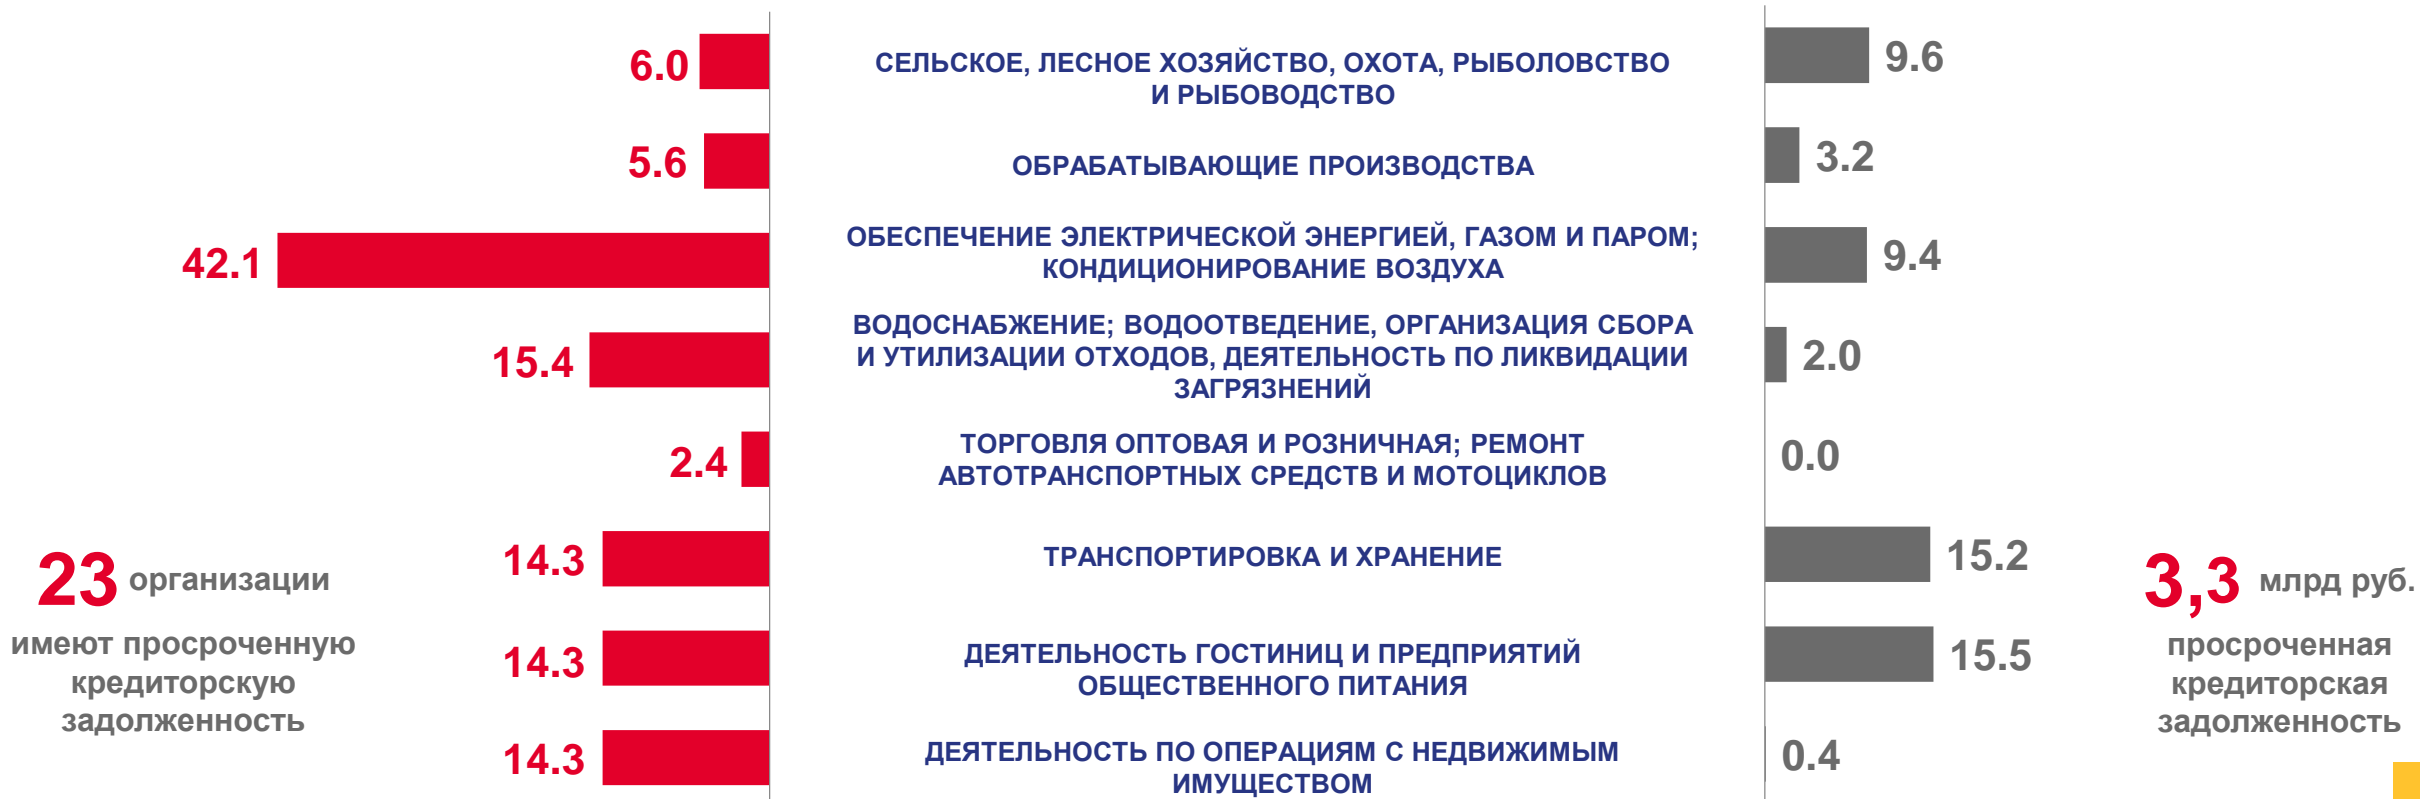 6.0
СЕЛЬСКОЕ, ЛЕСНОЕ ХОЗЯЙСТВО, ОХОТА, РЫБОЛОВСТВО
И РЫБОВОДСТВО
9.6
5.6
ОБРАБАТЫВАЮЩИЕ ПРОИЗВОДСТВА
3.2
42.1
ОБЕСПЕЧЕНИЕ ЭЛЕКТРИЧЕСКОЙ ЭНЕРГИЕЙ, ГАЗОМ И ПАРОМ;
КОНДИЦИОНИРОВАНИЕ ВОЗДУХА
9.4
15.4
ВОДОСНАБЖЕНИЕ; ВОДООТВЕДЕНИЕ, ОРГАНИЗАЦИЯ СБОРА
И УТИЛИЗАЦИИ ОТХОДОВ, ДЕЯТЕЛЬНОСТЬ ПО ЛИКВИДАЦИИ
ЗАГРЯЗНЕНИЙ
2.0
2.4
ТОРГОВЛЯ ОПТОВАЯ И РОЗНИЧНАЯ; РЕМОНТ
АВТОТРАНСПОРТНЫХ СРЕДСТВ И МОТОЦИКЛОВ
0.0
14.3
ТРАНСПОРТИРОВКА И ХРАНЕНИЕ
15.2
14.3
ДЕЯТЕЛЬНОСТЬ ГОСТИНИЦ И ПРЕДПРИЯТИЙ
ОБЩЕСТВЕННОГО ПИТАНИЯ
15.5
14.3
ДЕЯТЕЛЬНОСТЬ ПО ОПЕРАЦИЯМ С НЕДВИЖИМЫМ
ИМУЩЕСТВОМ
0.4
23 организации
имеют просроченную
кредиторскую
задолженность
3,3 млрд руб.
просроченная
кредиторская
задолженность